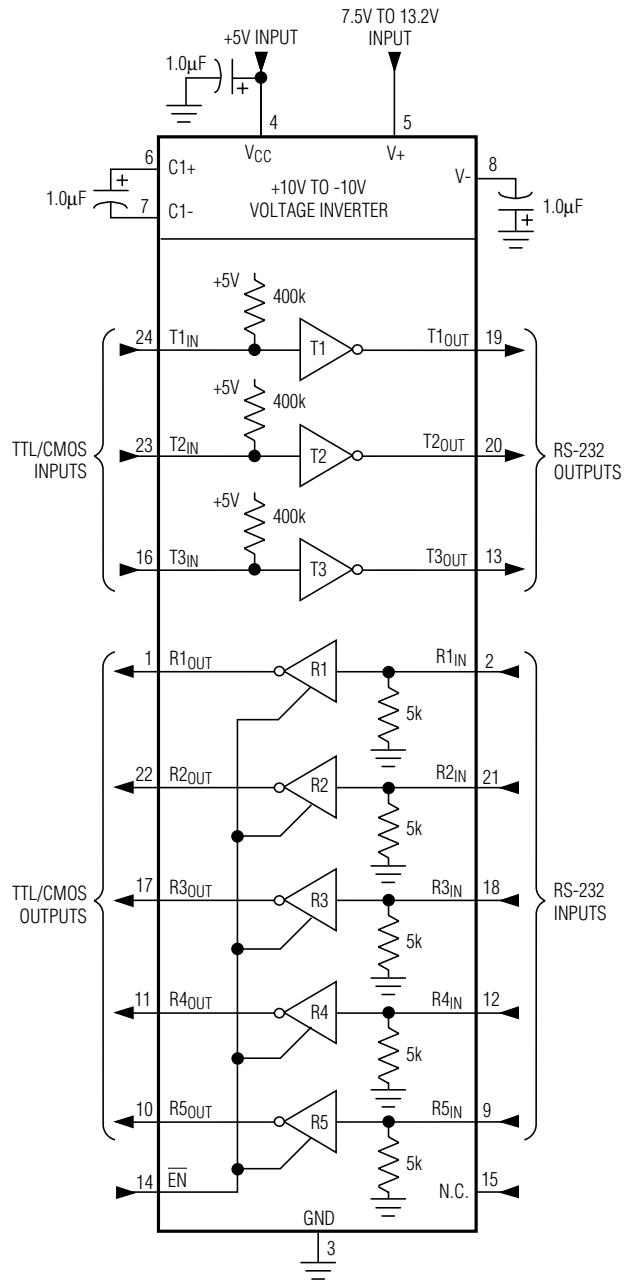 7.5V TO 13.2V
INPUT
+5V INPUT
1.0µF
+
4
5
6
C1+
VCC
V+
8
V-
+
1.0µF
7
C1-
+10V TO -10V
VOLTAGE INVERTER
+
1.0µF
+5V
400k
24
T1IN
T1
T1OUT
19
+5V
400k
TTL/CMOS
INPUTS
23
T2IN
T2
T2OUT
20
RS-232
OUTPUTS
+5V
400k
16
T3IN
T3
T3OUT
13
1
R1OUT
R1
R1IN
2
5k
22
R2OUT
R2
R2IN
21
5k
TTL/CMOS
OUTPUTS
17
R3OUT
R3
R3IN
18
RS-232
INPUTS
5k
11
R4OUT
R4
R4IN
12
5k
10
R5OUT
R5
R5IN
9
5k
14
EN
N.C.
15
GND
3